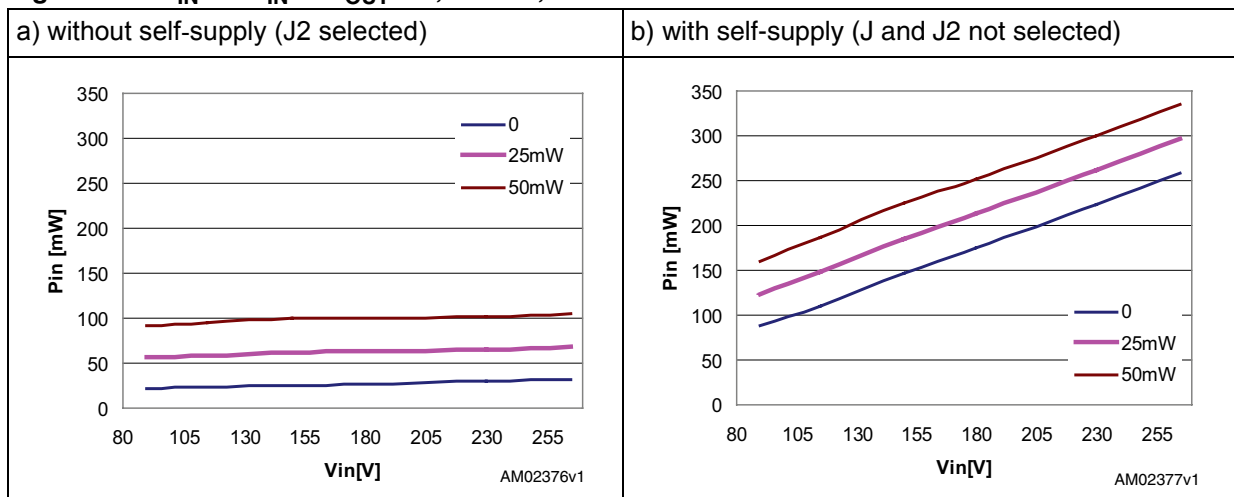 a) without self-supply (J2 selected)
b) with self-supply (J and J2 not selected)
350
300
250
200
150
100
50
0
Pin [mW]
0
25mW
50mW
80 105 130 155 180 205 230 255
Vin[V]
AM02376v1
350
300
250
200
150
100
50
0
Pin [mW]
0
25mW
50mW
80 105 130 155 180 205 230 255
Vin[V]
AM02377v1